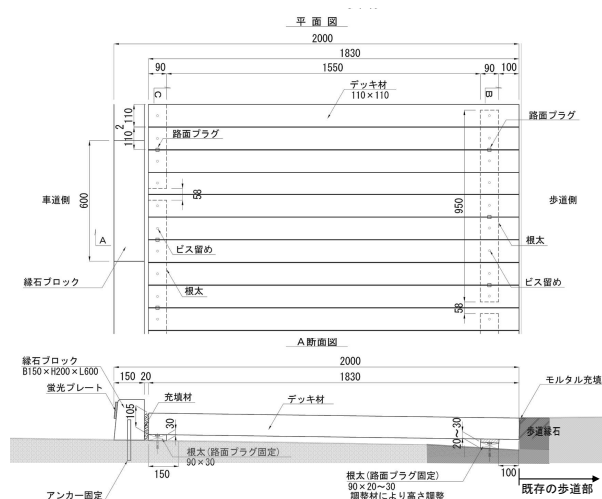 平 面 図
2000
1830
90
1550
90
100
デッキ材
110×110
C
B
110
2
110
路面プラグ
路面プラグ
車道側
600
58
950
歩道側
A
ビス留め
根太
縁石ブロック
根太
ビス留め
58
A断面図
縁石ブロック
B150×H200×L600
2000
150
20
1830
モルタル充填
蛍光プレート
充填材
105
30
デッキ材
20~30
歩道縁石
根太(路面プラグ固定)
90×30
150
根太(路面プラグ固定)
90×20~30
調整材により高さ調整
100
アンカー固定
既存の歩道部